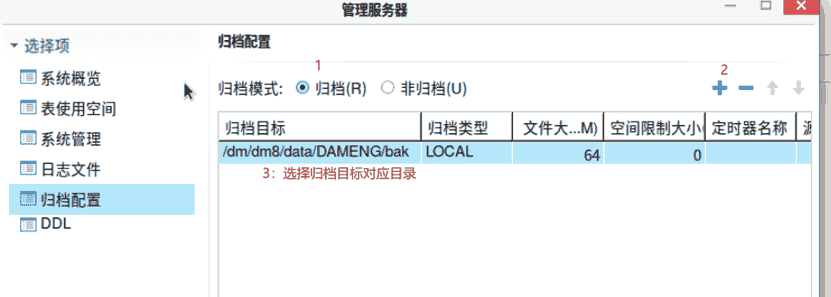 管理服务器
选择项
系统概览
表使用空间
系统管理
日志文件
归档配置
DDL
归档配置
1
2
归档模式: 归档(R) 非归档(U)
归档目标 归档类型 文件大...M) 空间限制大小( 定时器名称
/dm/dm8/data/DAMENG/bak LOCAL 64 0
3：选择归档目标对应目录